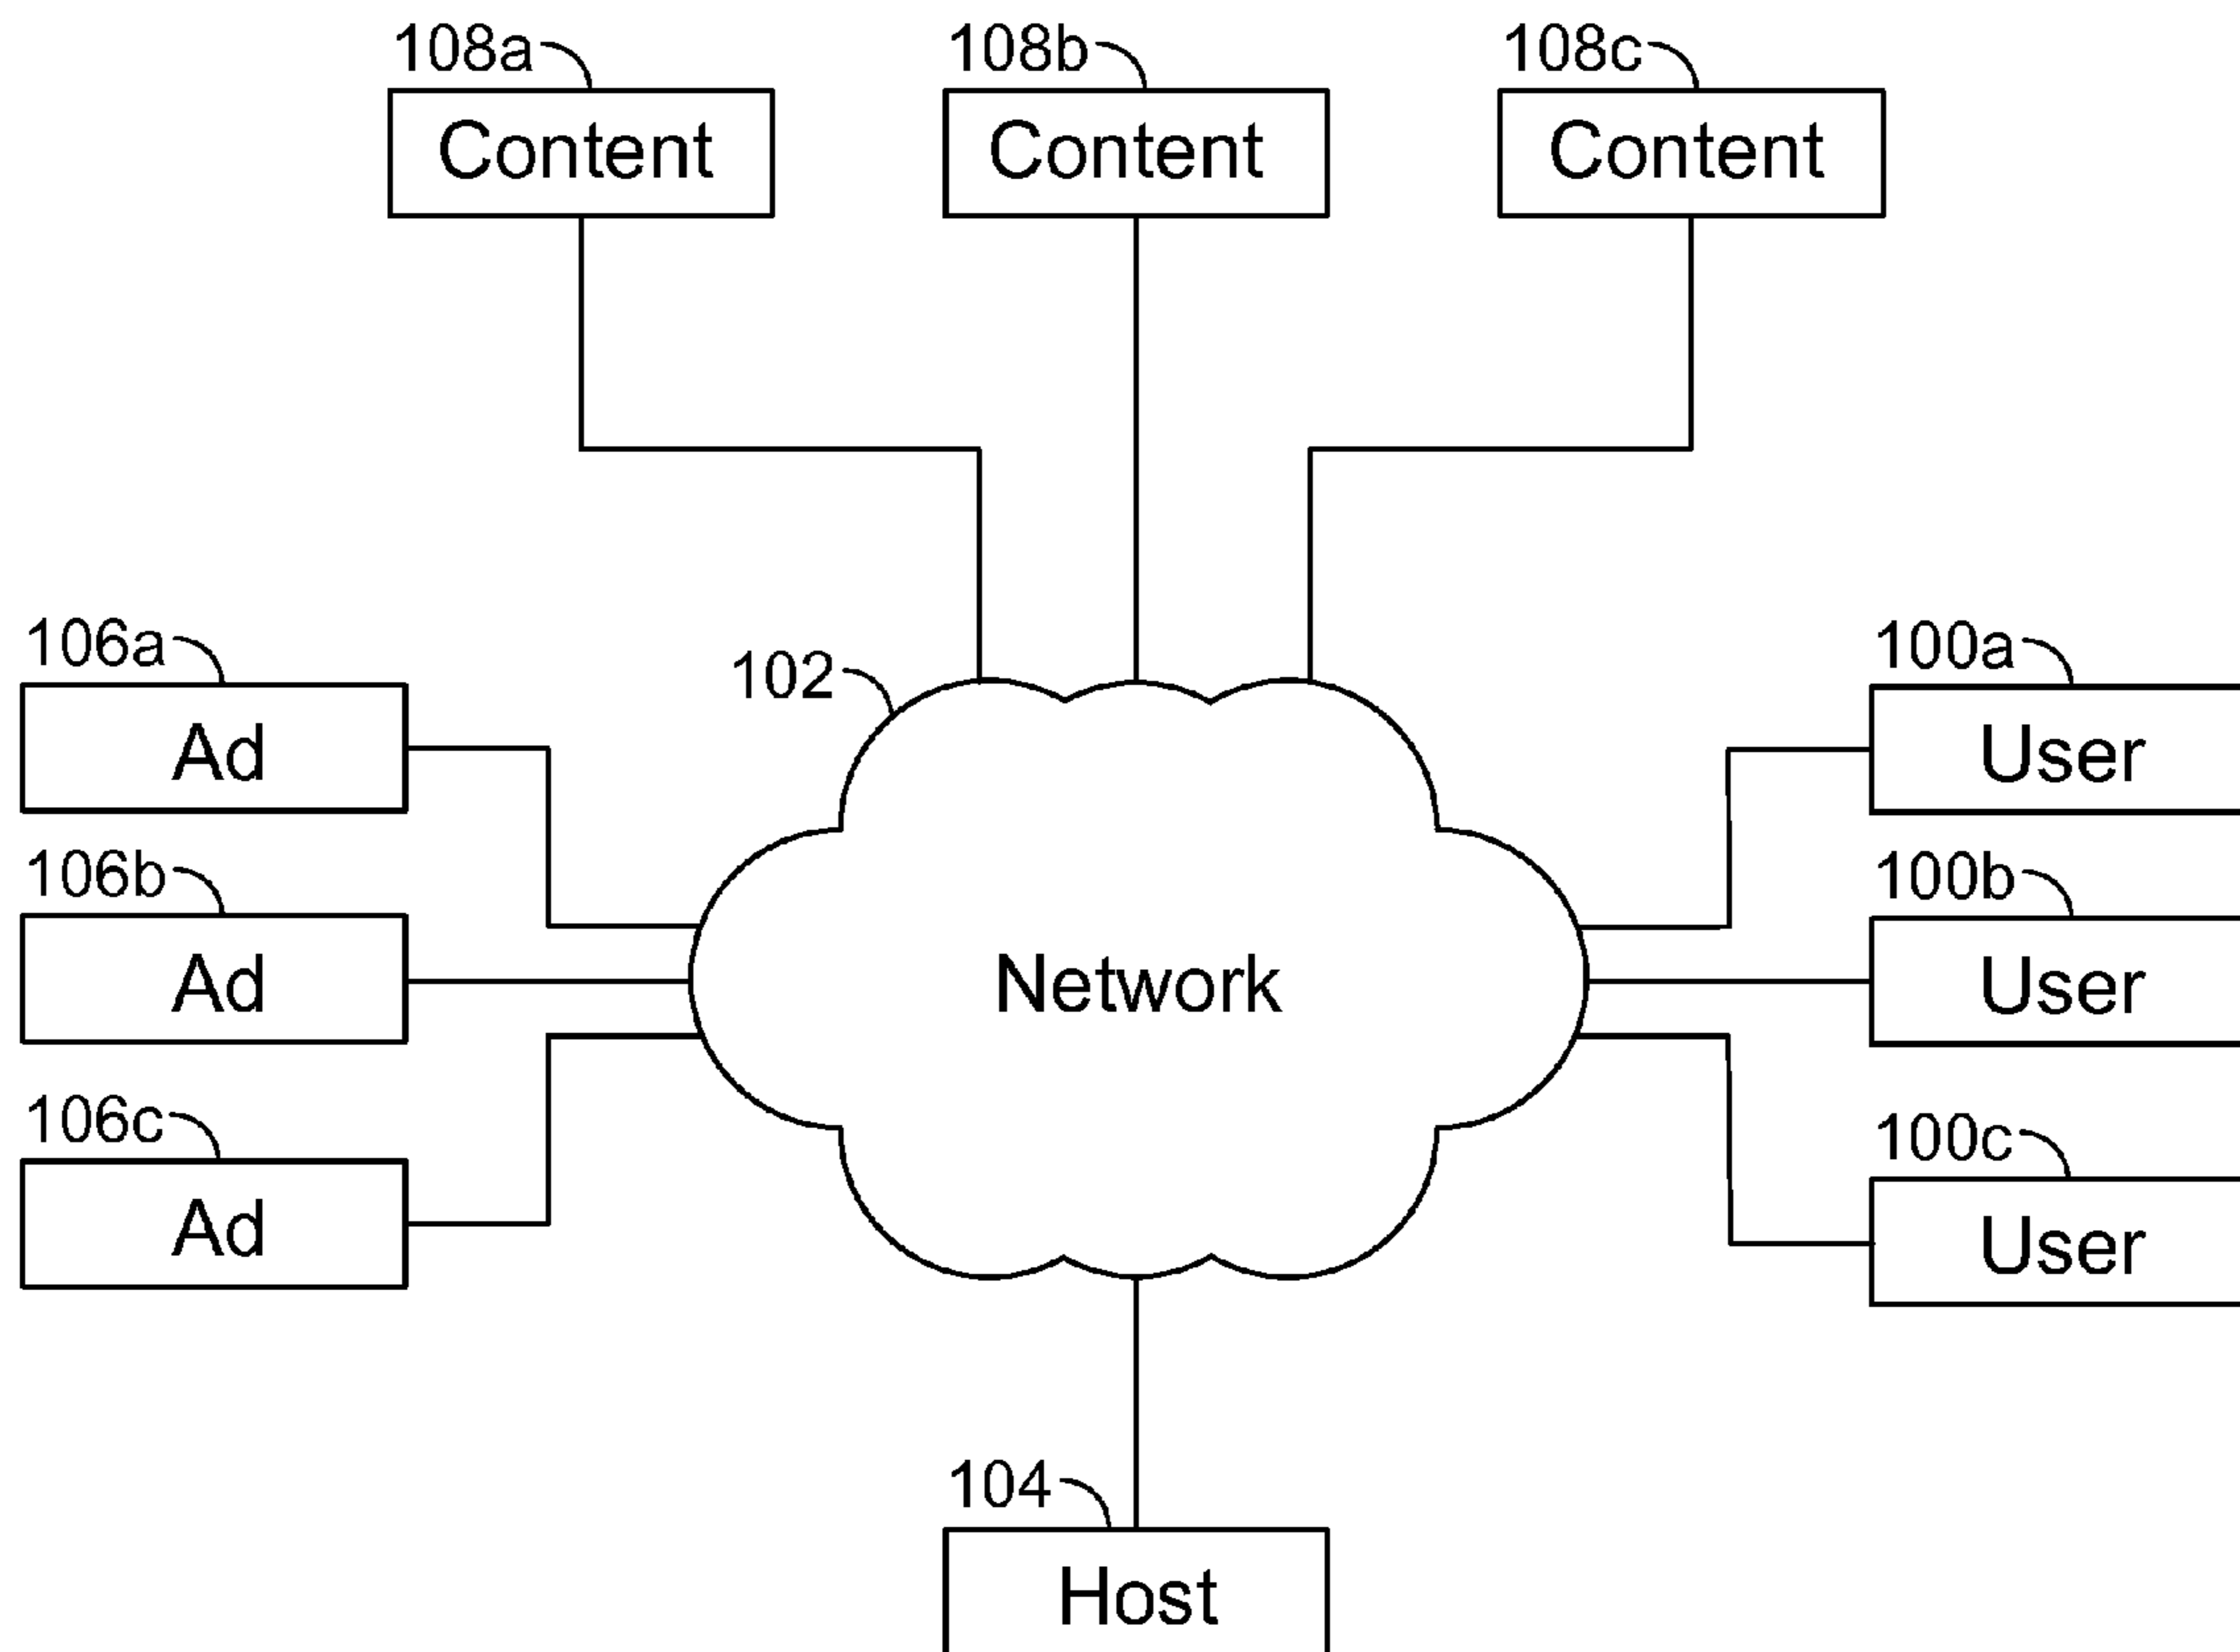 108a
108b
108c
Content
Content
Content
106a
102
100a
Ad
User
106b
100b
Ad
Network
User
106c
100c
Ad
User
104
Host